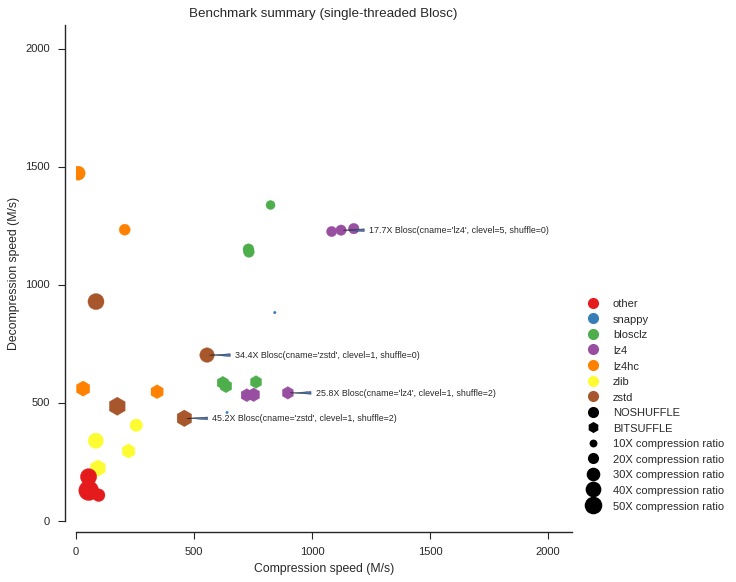 Benchmark summary (single-threaded Blosc)
Decompression speed (M/s)
2000
1500
1000
500
0
17.7X Blosc(cname='lz4', clevel=5, shuffle=0)
34.4X Blosc(cname='zstd', clevel=1, shuffle=0)
25.8X Blosc(cname='lz4', clevel=1, shuffle=2)
45.2X Blosc(cname='zstd', clevel=1, shuffle=2)
other
snappy
blosclz
lz4
lz4hc
zlib
zstd
NOSHUFFLE
BITSUFFLE
10X compression ratio
20X compression ratio
30X compression ratio
40X compression ratio
50X compression ratio
0 500 1000 1500 2000
Compression speed (M/s)